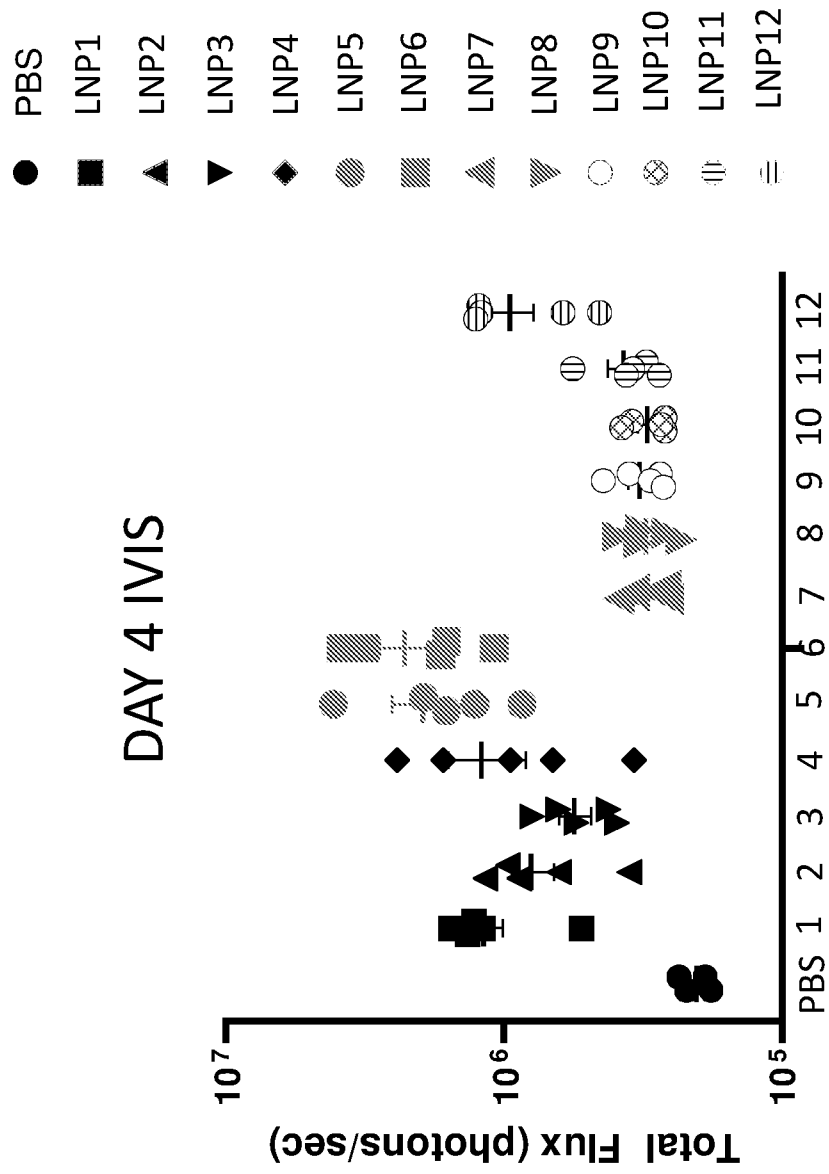 DAY 4 IVIS
Total Flux (photons/sec)
10⁷
10⁶
10⁵
PBS
1
2
3
4
5
6
7
8
9
10
11
12
PBS
LNP1
LNP2
LNP3
LNP4
LNP5
LNP6
LNP7
LNP8
LNP9
LNP10
LNP11
LNP12